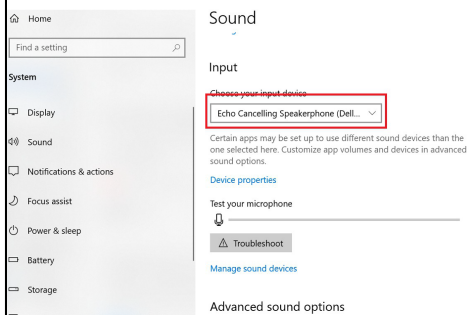 Home
Find a setting
System
Display
Sound
Notifications & actions
Focus assist
Power & sleep
Battery
Storage
Sound
Input
Choose your input device
Echo Cancelling Speakerphone (Dell...
Certain apps may be set up to use different sound devices than the
one selected here. Customize app volumes and devices in advanced
sound options.
Device properties
Test your microphone
Troubleshoot
Manage sound devices
Advanced sound options